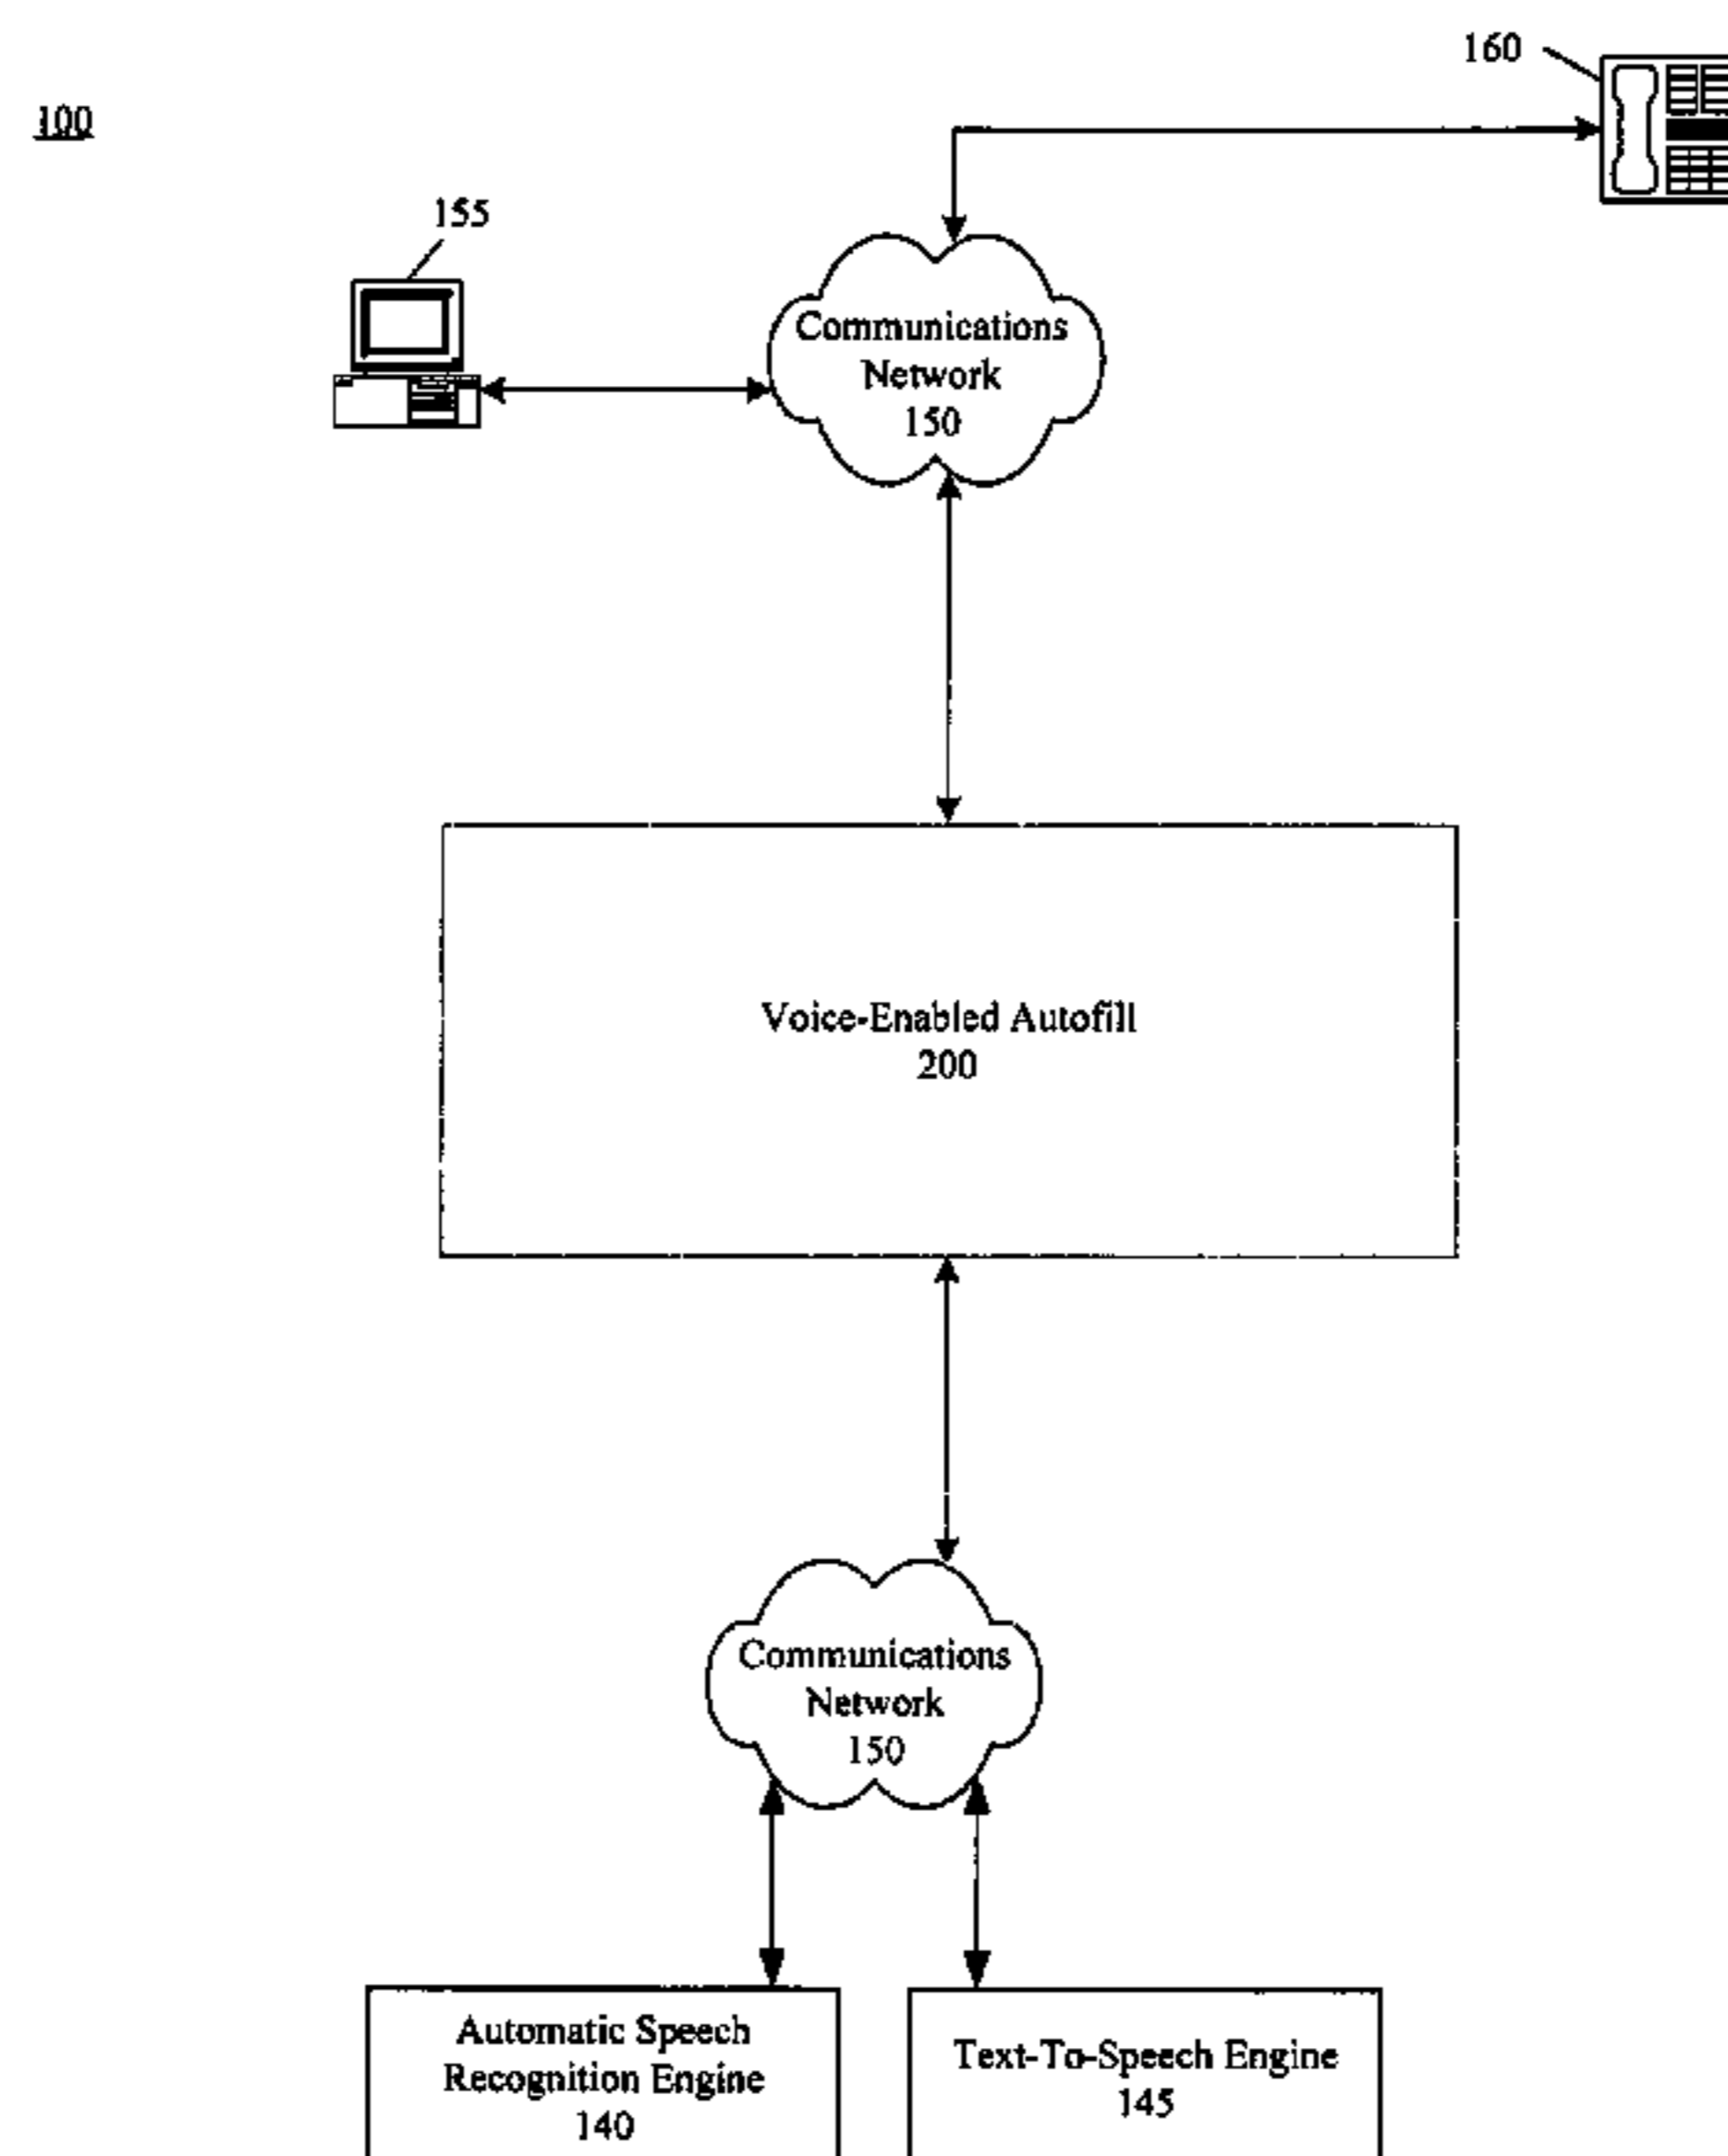 160
100
155
Communications
Network
150
Voice-Enabled Autofill
200
Communications
Network
150
Automatic Speech
Recognition Engine
140
Text-To-Speech Engine
145